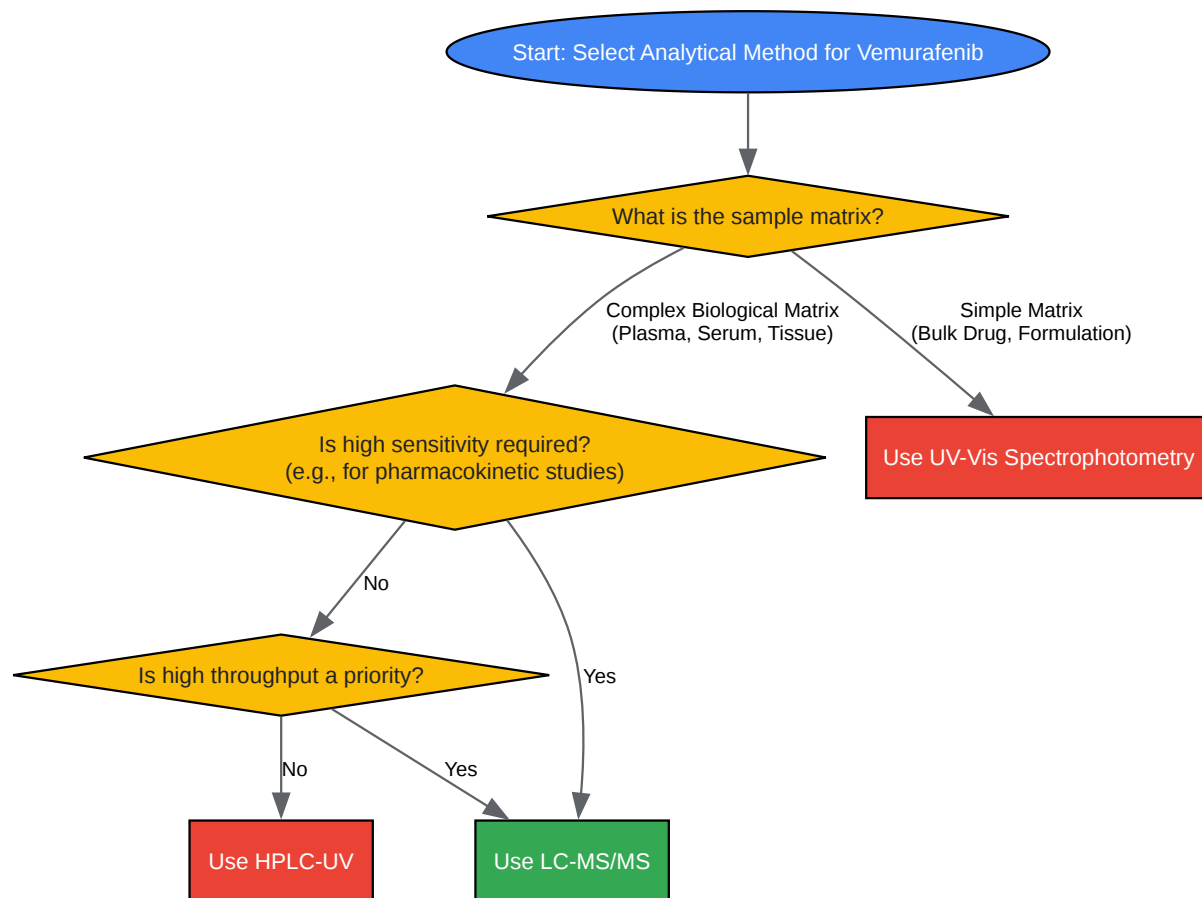 Start: Select Analytical Method for Vemurafenib
What is the sample matrix?
Complex Biological Matrix
(Plasma, Serum, Tissue)
Simple Matrix
(Bulk Drug, Formulation)
Is high sensitivity required?
(e.g., for pharmacokinetic studies)
Use UV-Vis Spectrophotometry
No
Yes
Is high throughput a priority?
No
Yes
Use HPLC-UV
Use LC-MS/MS